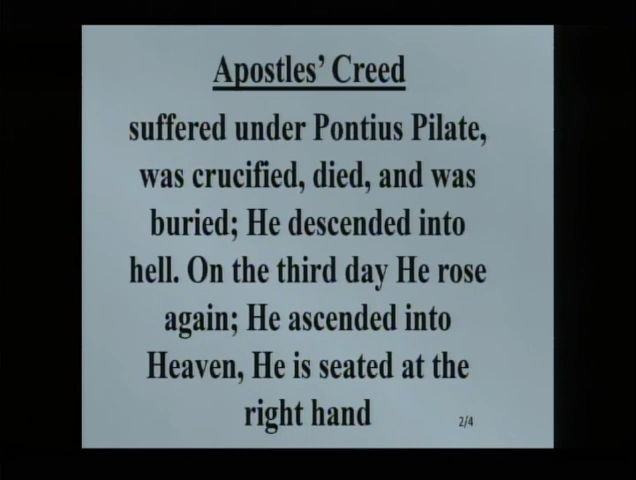 Apostles’ Creed
suffered under Pontius Pilate,
was crucified, died, and was
buried; He descended into
hell. On the third day He rose
again; He ascended into
Heaven, He is seated at the
right hand
2/4